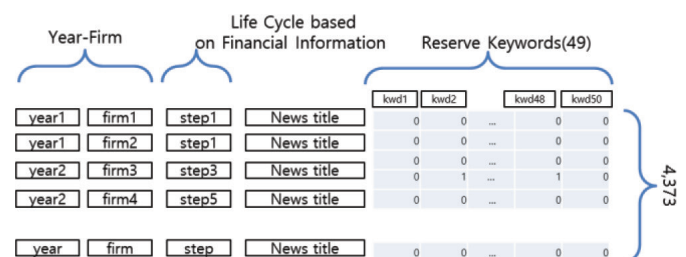 Year-Firm
Life Cycle based
on Financial Information
Reserve Keywords(49)
kwd1 kwd2 kwd48 kwd50
year1 firm1 step1 News title 0 0 ... 0 0
year1 firm2 step1 News title 0 0 0 0
0 0 0 0
year2 firm3 step3 News title 0 1 ... 1 0
year2 firm4 step5 News title 0 0 0 0
year firm step News title 0 0 ... 0 0
4,373